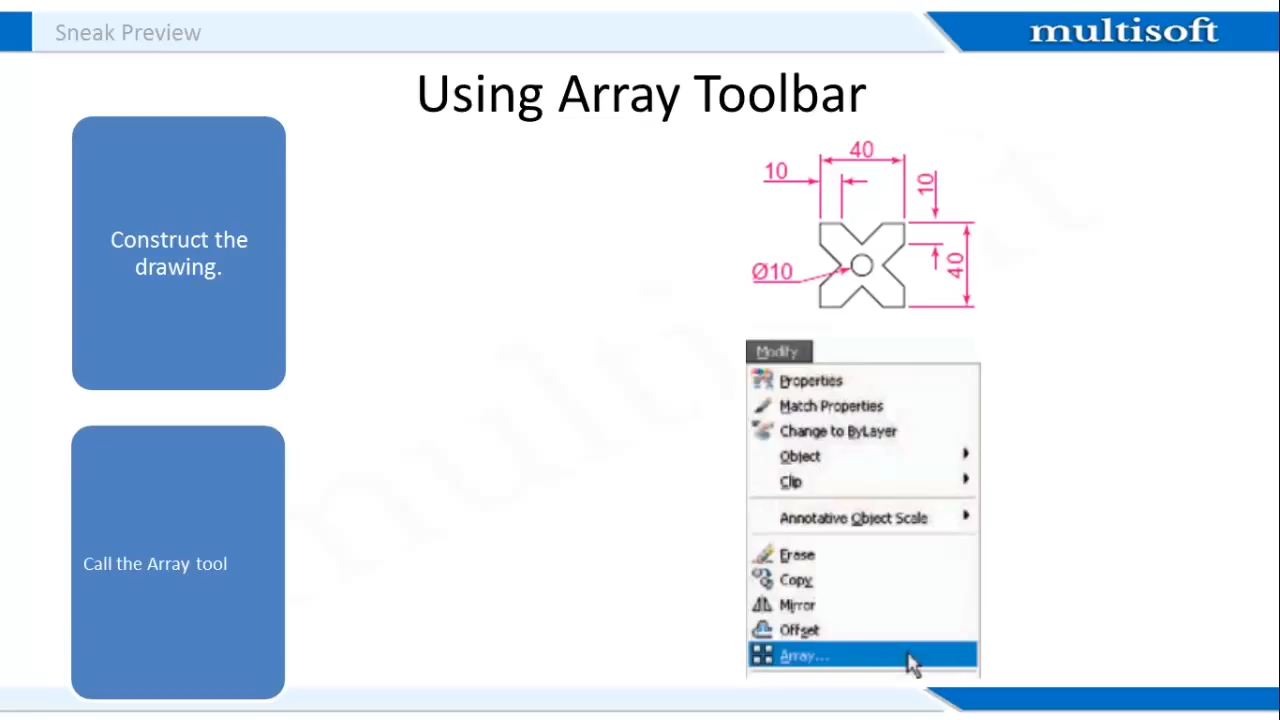 Sneak Preview
multisoft
Using Array Toolbar
Construct the
drawing.
40
10
10
Ø10
40
Modify
Properties
Match Properties
Change to ByLayer
Object
Clip
Annotative Object Scale
Erase
Copy
Mirror
Offset
Array...
Call the Array tool